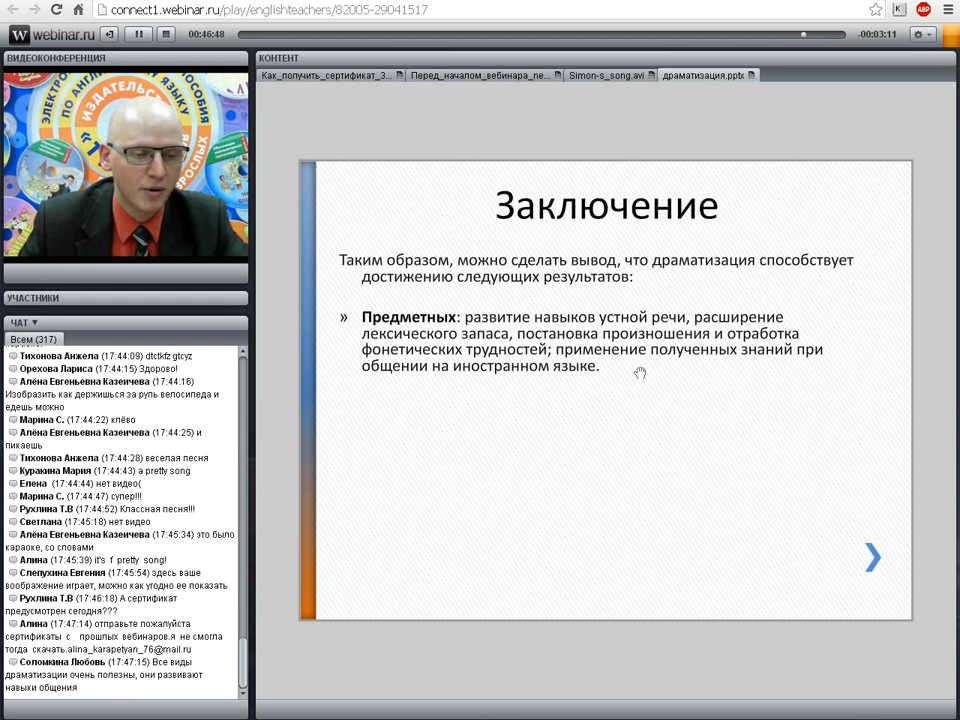 connect1.webinar.ru/play/englishteachers/82005-29041517
webinar.ru
00:46:48
-00:03:11
ВИДЕОКОНФЕРЕНЦИЯ
ЭЛЕКТРО
ПОСОБИЯ
ПО АНГЛИ
ЯЗЫКУ
ИЗДАТЕЛЬСТВ
РОСЛЫХ
УЧАСТНИКИ
ЧАТ
Всем (317)
Тихонова Анжела (17:44:09) dtctkfz gtcyz
Орехова Лариса (17:44:15) Здорово!
Алёна Евгеньевна Казеичева (17:44:16)
Изобразить как держишься за руль велосипеда и
едешь можно
Марина С. (17:44:22) клёво
Алёна Евгеньевна Казеичева (17:44:25) и
пикаешь
Тихонова Анжела (17:44:28) веселая песня
Куракина Мария (17:44:43) a pretty song
Елена (17:44:44) нет видео(
Марина С. (17:44:47) супер!!!
Рухлина Т.В (17:44:52) Классная песня!!!
Светлана (17:45:18) нет видео
Алёна Евгеньевна Казеичева (17:45:34) это было
караоке, со словами
Алина (17:45:39) it's f pretty song!
Слепухина Евгения (17:45:54) здесь ваше
воображение играет, можно как угодно ее показать
Рухлина Т.В (17:46:18) А сертификат
предусмотрен сегодня???
Алина (17:47:14) отправьте пожалуйста
сертификаты с прошлых вебинаров.я не смогла
тогда скачать.alina_karapetyan_76@mail.ru
Соломкина Любовь (17:47:15) Все виды
драматизации очень полезны, они развивают
навыки общения
КОНТЕНТ
Как_получить_сертификат_3...
Перед_началом_вебинара_пе...
Simon-s_song.avi
драматизация.pptx
Заключение
Таким образом, можно сделать вывод, что драматизация способствует
достижению следующих результатов:
» Предметных: развитие навыков устной речи, расширение
лексического запаса, постановка произношения и отработка
фонетических трудностей; применение полученных знаний при
общении на иностранном языке.